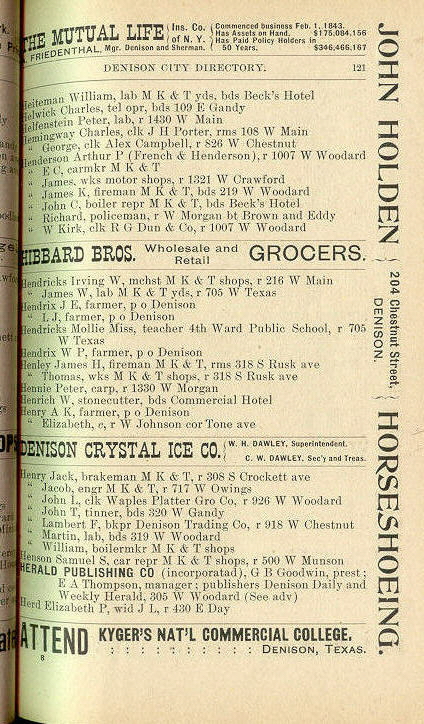 THE MUTUAL LIFE { Ins. Co. of N. Y. { Commenced business Feb. 1, 1843.
Has Assets on Hand. $175,084,156
Has Paid Policy Holders in
50 Years. $346,466,167
FRIEDENTHAL, Mgr. Denison and Sherman.
DENISON CITY DIRECTORY. 121
Heiteman William, lab M K & T yds, bds Beck's Hotel
Helwick Charles, tel opr, bds 109 E Gandy
Helfenstein Peter, lab, r 1430 W Main
Hemingway Charles, clk J H Porter, rms 108 W Main
" George, clk Alex Campbell, r 826 W Chestnut
Henderson Arthur P (French & Henderson), r 1007 W Woodard
" E C, carmkr M K & T
" James, wks motor shops, r 1321 W Crawford
" James K, fireman M K & T, bds 219 W Woodard
" John C, boiler repr M K & T, bds Beck's Hotel
" Richard, policeman, r W Morgan bt Brown and Eddy
" W Kirk, clk R G Dun & Co, r 1007 W Woodard
HIBBARD BROS. Wholesale and Retail GROCERS.
Hendricks Irving W, mchst M K & T shops, r 216 W Main
" James W, lab M K & T yds, r 705 W Texas
Hendrix J E, farmer, p o Denison
" L J, farmer, p o Denison
Hendricks Mollie Miss, teacher 4th Ward Public School, r 705
W Texas
Hendrix W P, farmer, p o Denison
Henley James H, fireman M K & T, rms 318 S Rusk ave
" Thomas, wks M K & T shops, r 318 S Rusk ave
Hennie Peter, carp, r 1330 W Morgan
Henrich W, stonecutter, bds Commercial Hotel
Henry A K, farmer, p o Denison
" Elizabeth, c, r W Johnson cor Tone ave
DENISON CRYSTAL ICE CO. { W. H. DAWLEY, Superintendent.
C. W. DAWLEY, Sec'y and Treas.
Henry Jack, brakeman M K & T, r 308 S Crockett ave
" Jacob, engr M K & T, r 717 W Owings
" John L, clk Waples Platter Gro Co, r 926 W Woodard
" John T, tinner, bds 320 W Gandy
" Lambert F, bkpr Denison Trading Co, r 918 W Chestnut
" Martin, lab, bds 319 W Woodard
" William, boilermkr M K & T shops
Henson Samuel S, car repr M K & T shops, r 500 W Munson
HERALD PUBLISHING CO (incorporatad), G B Goodwin, prest;
E A Thompson, manager; publishers Denison Daily and
Weekly Herald, 305 W Woodard (See adv)
Herd Elizabeth P, wid J L, r 430 E Day
ATTEND KYGER'S NAT'L COMMERCIAL COLLEGE.
: : : : : : : : : : DENISON, TEXAS.
8
JOHN HOLDEN { 204 Chestnut Street, DENISON. } HORSESHOEING.